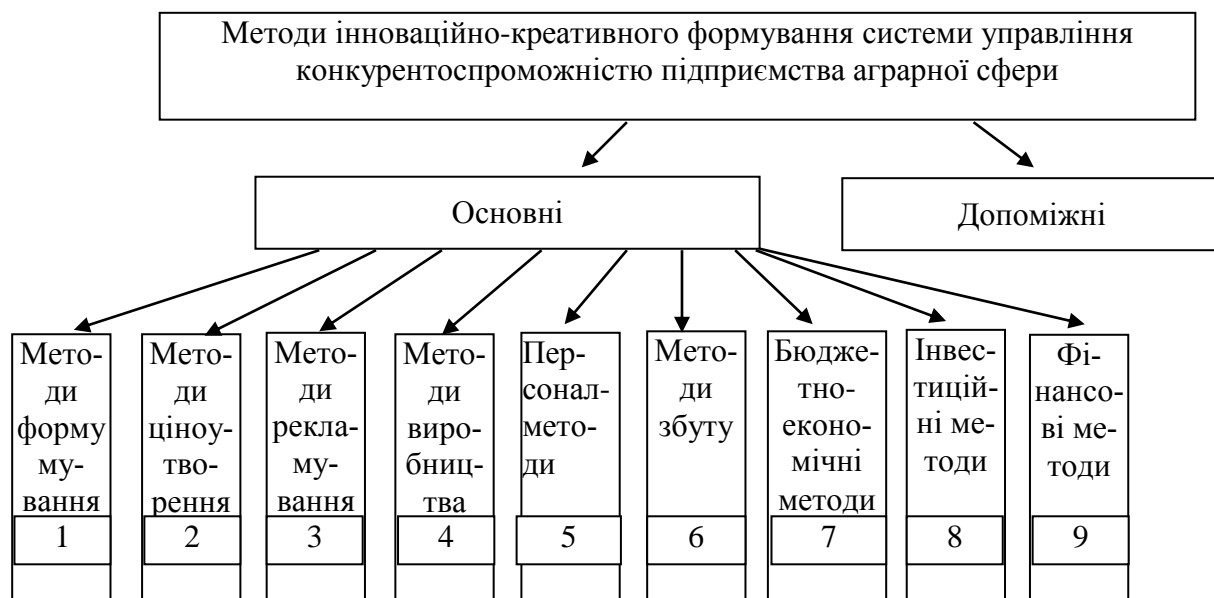 Методи інноваційно-креативного формування системи управління
конкурентоспроможністю підприємства аграрної сфери
Основні
Допоміжні
Мето-
ди
форму
му-
вання
1
Мето-
ди
ціноу-
тво-
рення
2
Мето-
ди
рекла-
му-
вання
3
Мето-
ди
виро-
бниц-
тва
4
Пер-
сонал-
мето-
ди
5
Мето-
ди
збуту
6
Бюдже-
тно-
еконо-
мічні
методи
7
Інвес-
тицій-
ні ме-
тоди
8
Фі-
нансо-
ві ме-
тоди
9